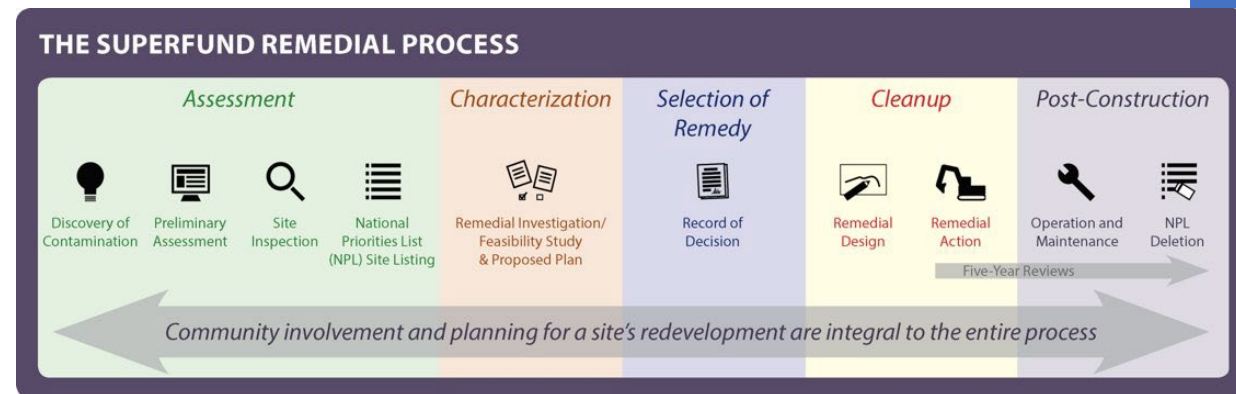 THE SUPERFUND REMEDIAL PROCESS
Assessment
Discovery of
Contamination
Preliminary
Assessment
Site
Inspection
National
Priorities List
(NPL) Site Listing
Characterization
Remedial Investigation/
Feasibility Study
& Proposed Plan
Selection of
Remedy
Record of
Decision
Cleanup
Remedial
Design
Remedial
Action
Post-Construction
Operation and
Maintenance
NPL
Deletion
Five-Year Reviews
Community involvement and planning for a site's redevelopment are integral to the entire process